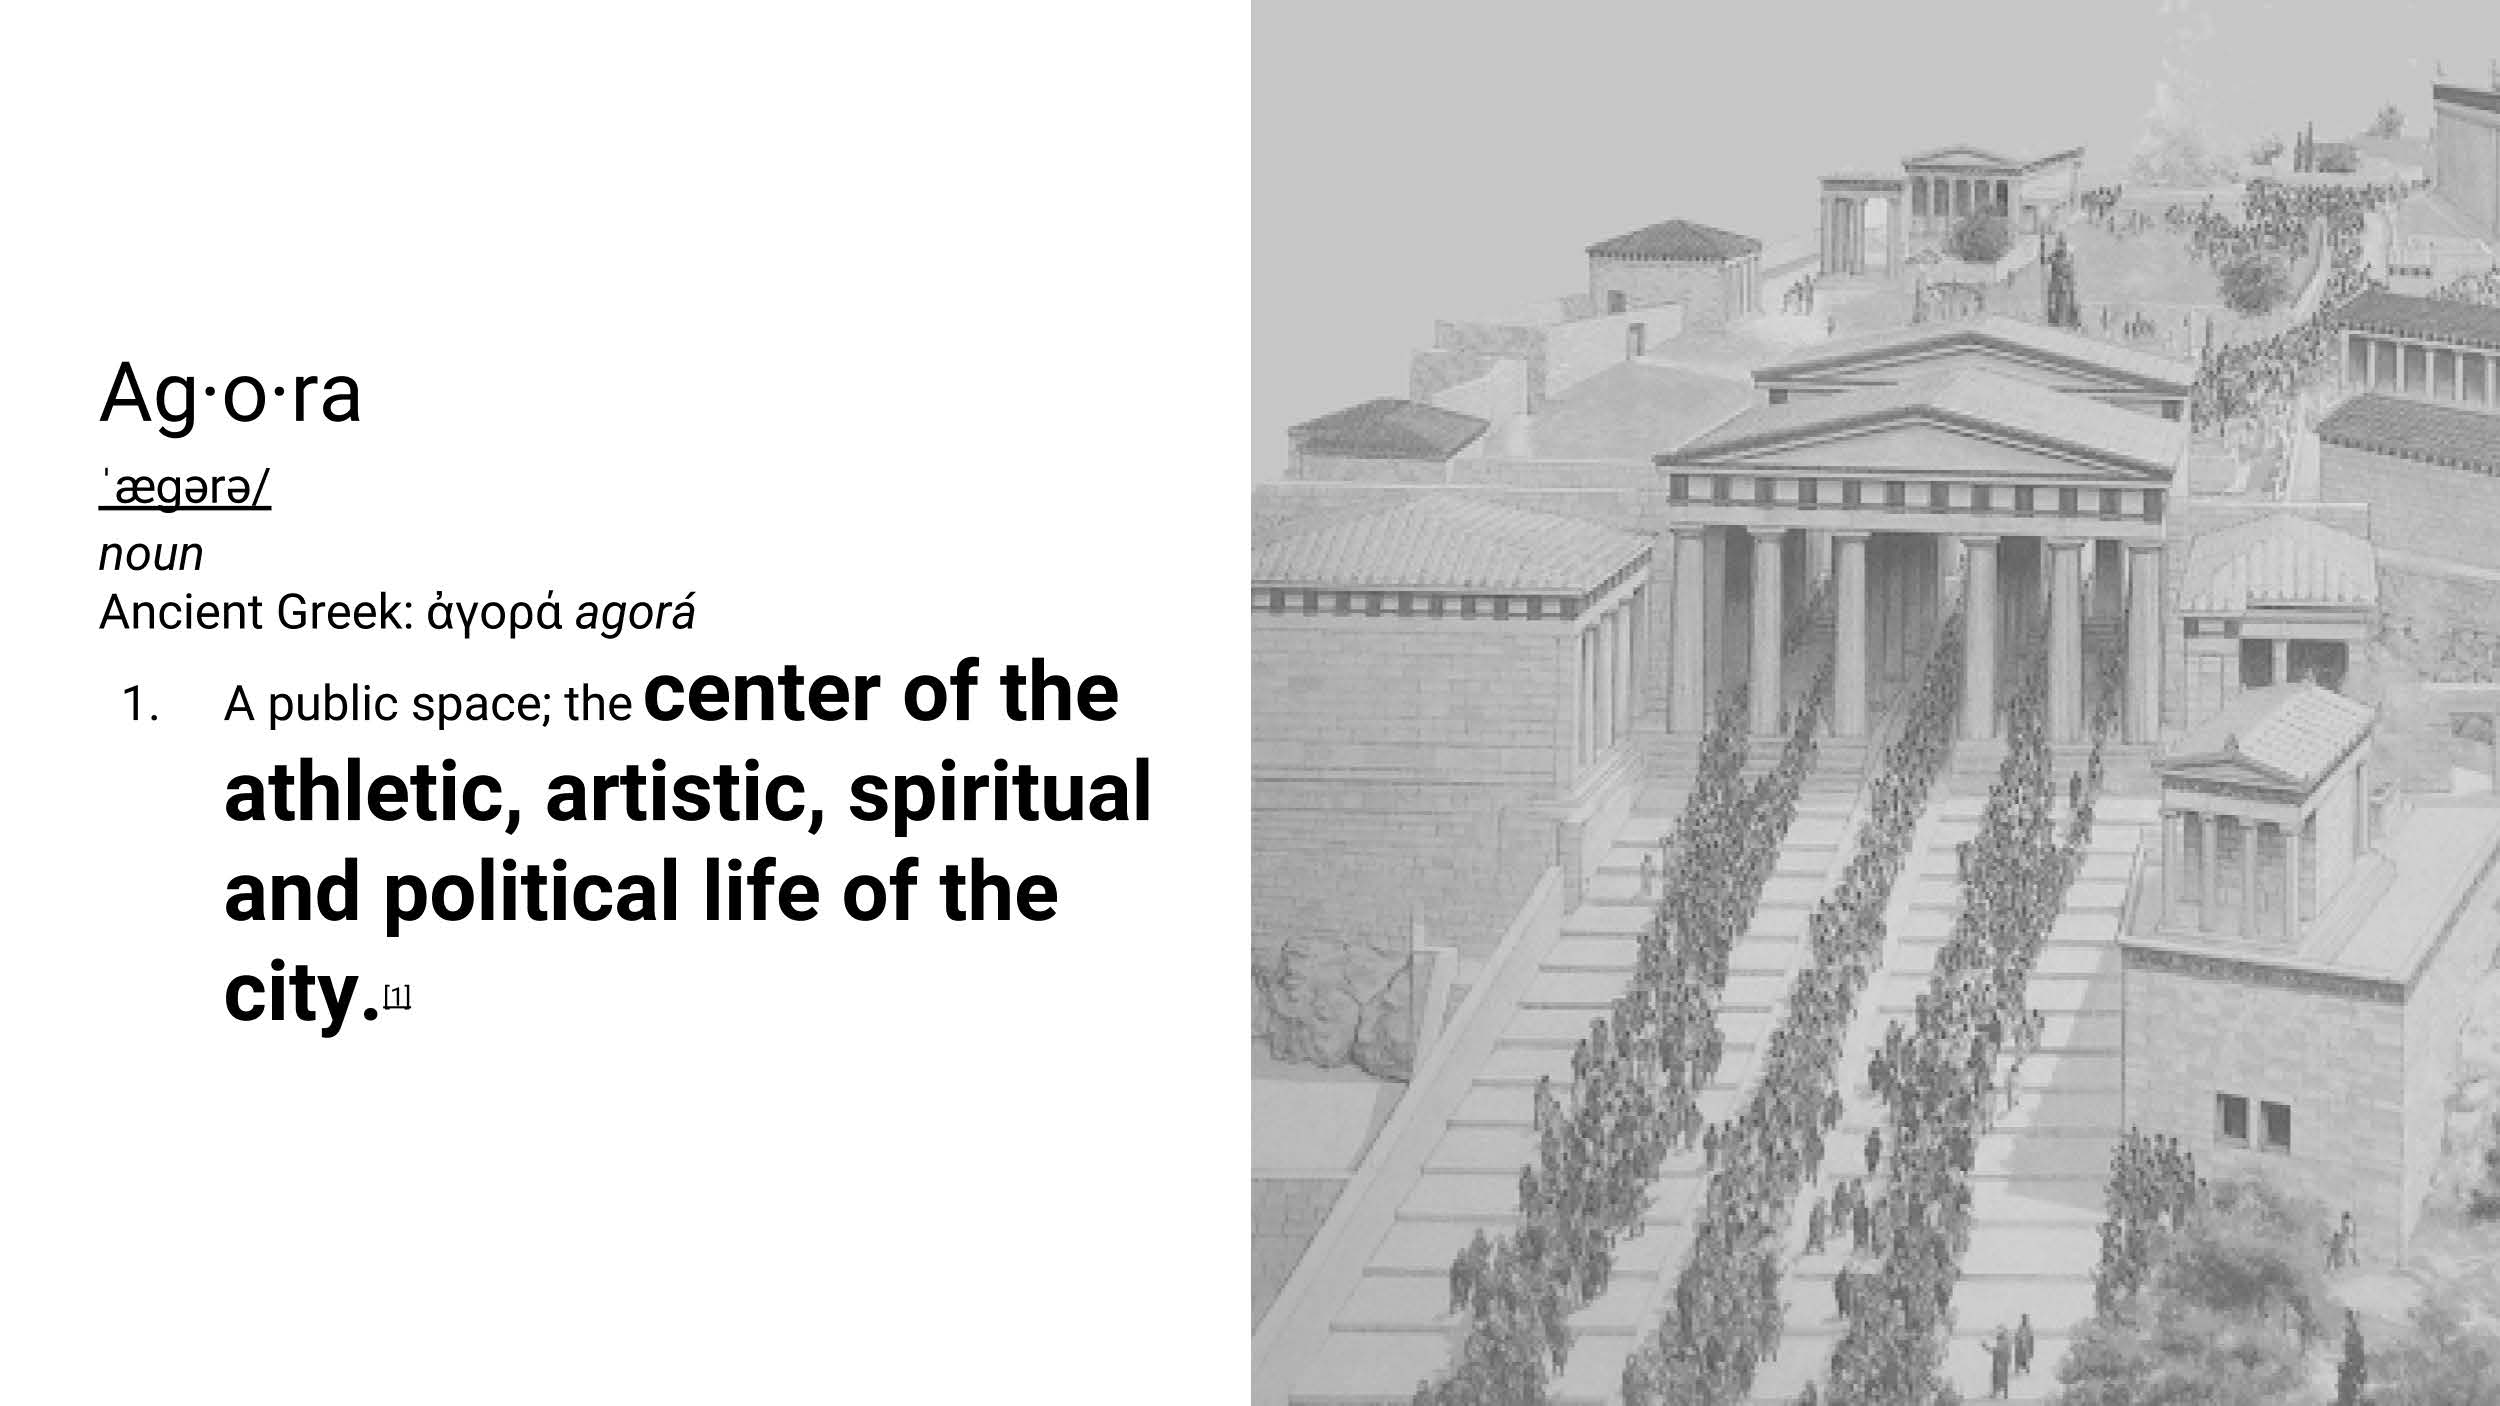 Ag·o·ra
ˈægərə/
noun
Ancient Greek: ἀγορά agorá
1. A public space; the center of the
athletic, artistic, spiritual
and political life of the
city.[1]